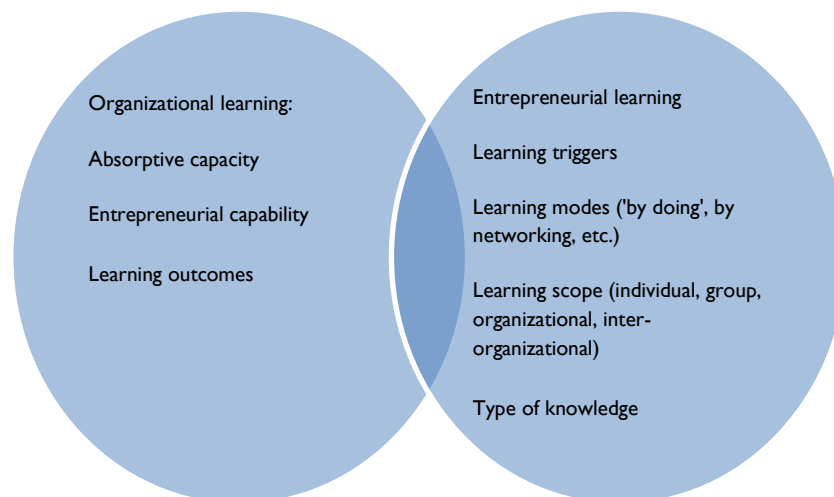 Organizational learning:
Absorptive capacity
Entrepreneurial capability
Learning outcomes
Entrepreneurial learning
Learning triggers
Learning modes ('by doing', by
networking, etc.)
Learning scope (individual, group,
organizational, inter-
organizational)
Type of knowledge